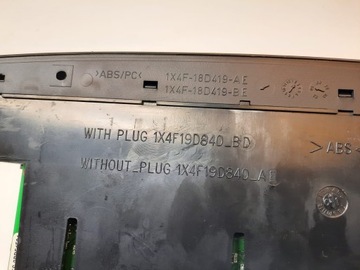 >ABS/PC<
1X4F-18D419-AE
1X4F-18D419-BE
WITH PLUG 1X4F19D840_BD
>ABS<
WITHOUT_PLUG 1X4F19D840_AE